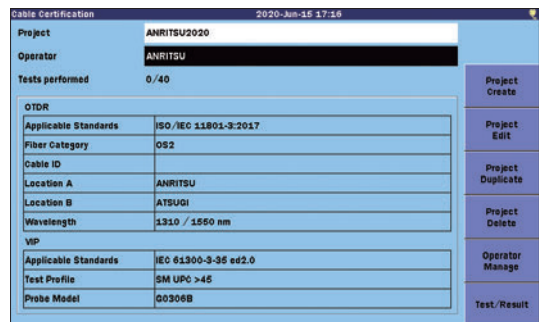 Cable Certification 2020-Jun-15 17:16
Project ANRITSU2020
Operator ANRITSU
Tests performed 0/40
OTDR
Applicable Standards ISO/IEC 11801-3:2017
Fiber Category OS2
Cable ID
Location A ANRITSU
Location B ATSUGI
Wavelength 1310 / 1550 nm
VIP
Applicable Standards IEC 61300-3-35 ed2.0
Test Profile SM UPC >45
Probe Model G0306B
Project
Create
Project
Edit
Project
Duplicate
Project
Delete
Operator
Manage
Test/Result